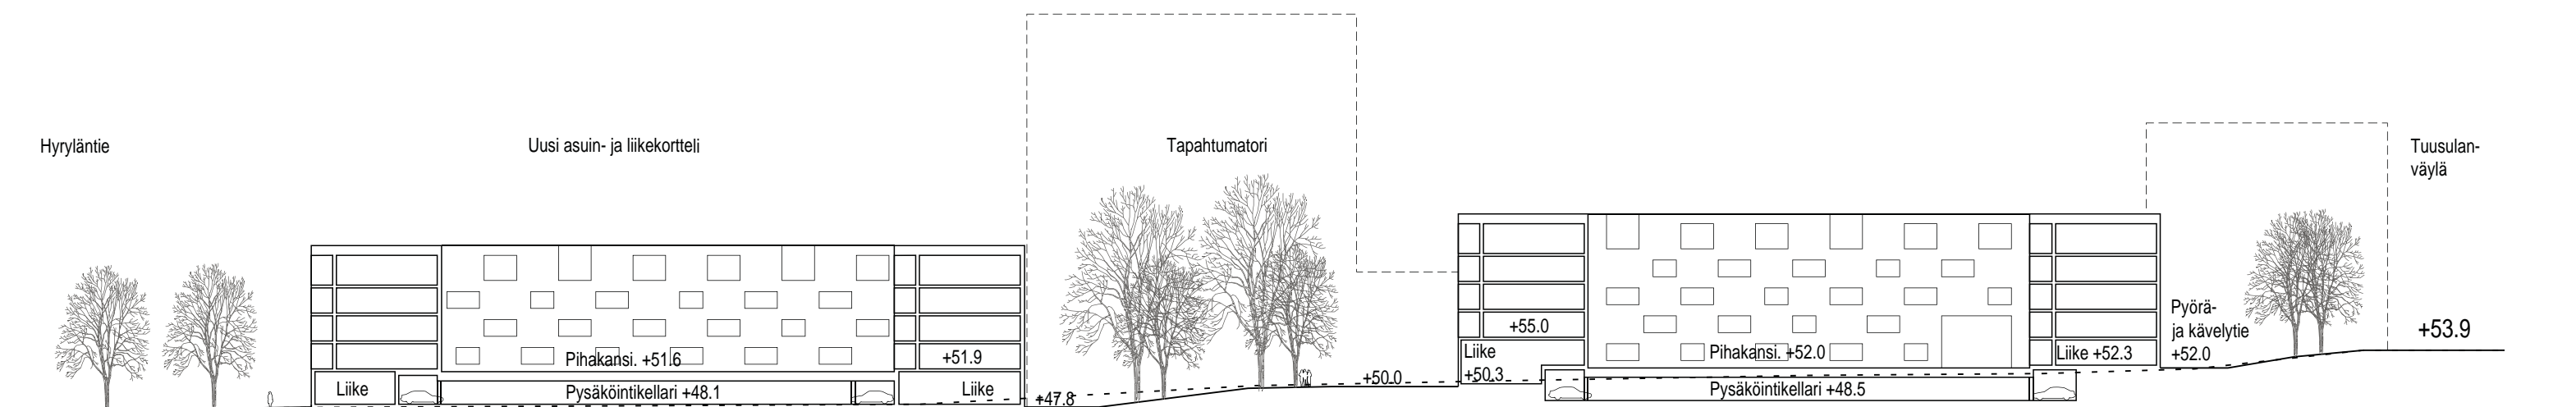 Hyryläntie
Uusi asuin- ja liikekortteli
Tapahtumatori
Tuusulan-
väylä
Pihakansi. +51.6
+51.9
Liike
Pysäköintikellari +48.1
Liike
+47.8
+50.0
+55.0
Liike
+50.3
Pihakansi. +52.0
Pysäköintikellari +48.5
Liike +52.3
Pyörä-
ja kävelytie
+52.0
+53.9